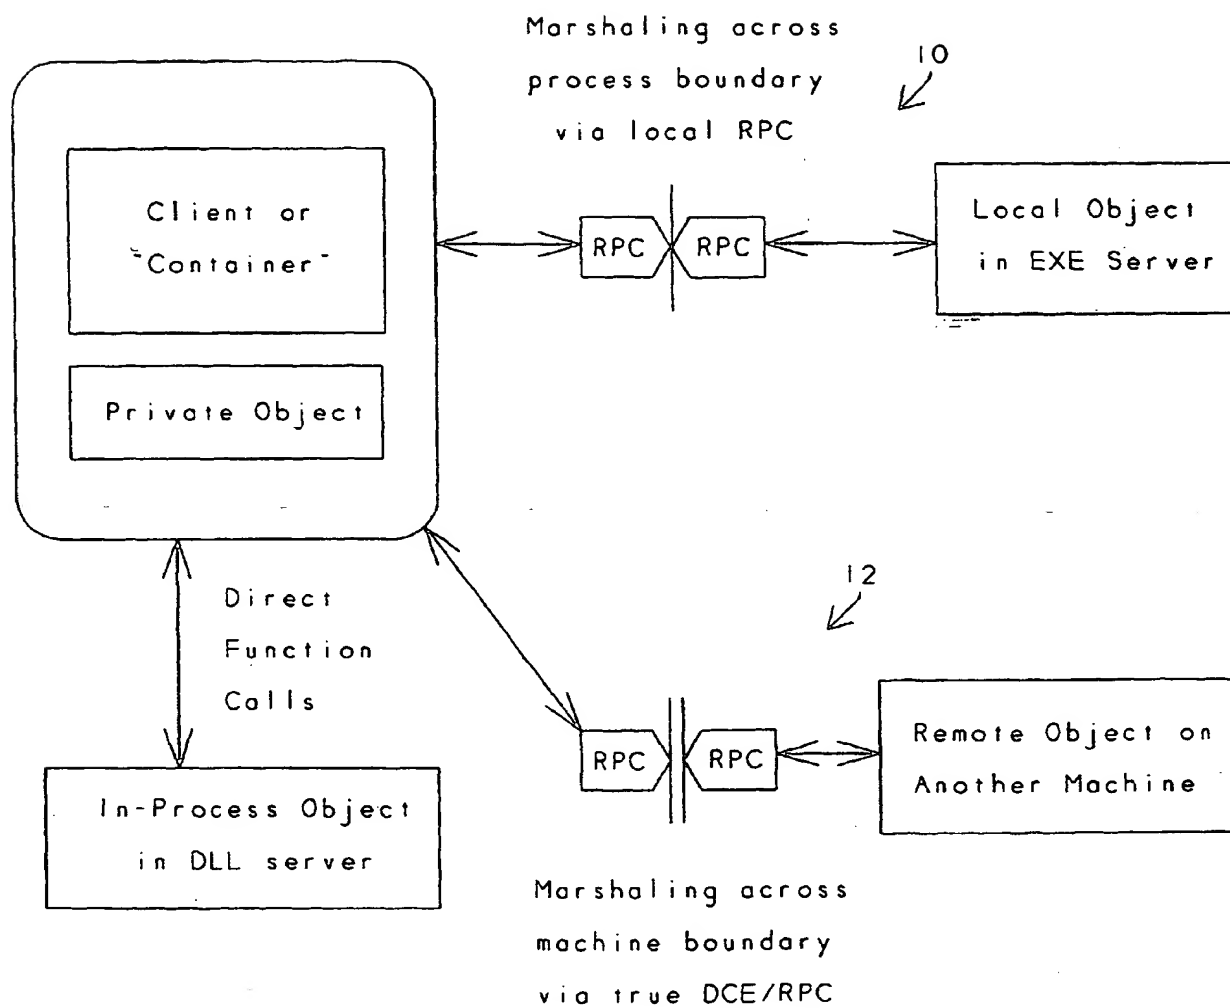 Marshaling across
process boundary
via local RPC
10
Client or
"Container"
Private Object
RPC
RPC
Local Object
in EXE Server
Direct
Function
Calls
12
In-Process Object
in DLL server
RPC
RPC
Remote Object on
Another Machine
Marshaling across
machine boundary
via true DCE/RPC